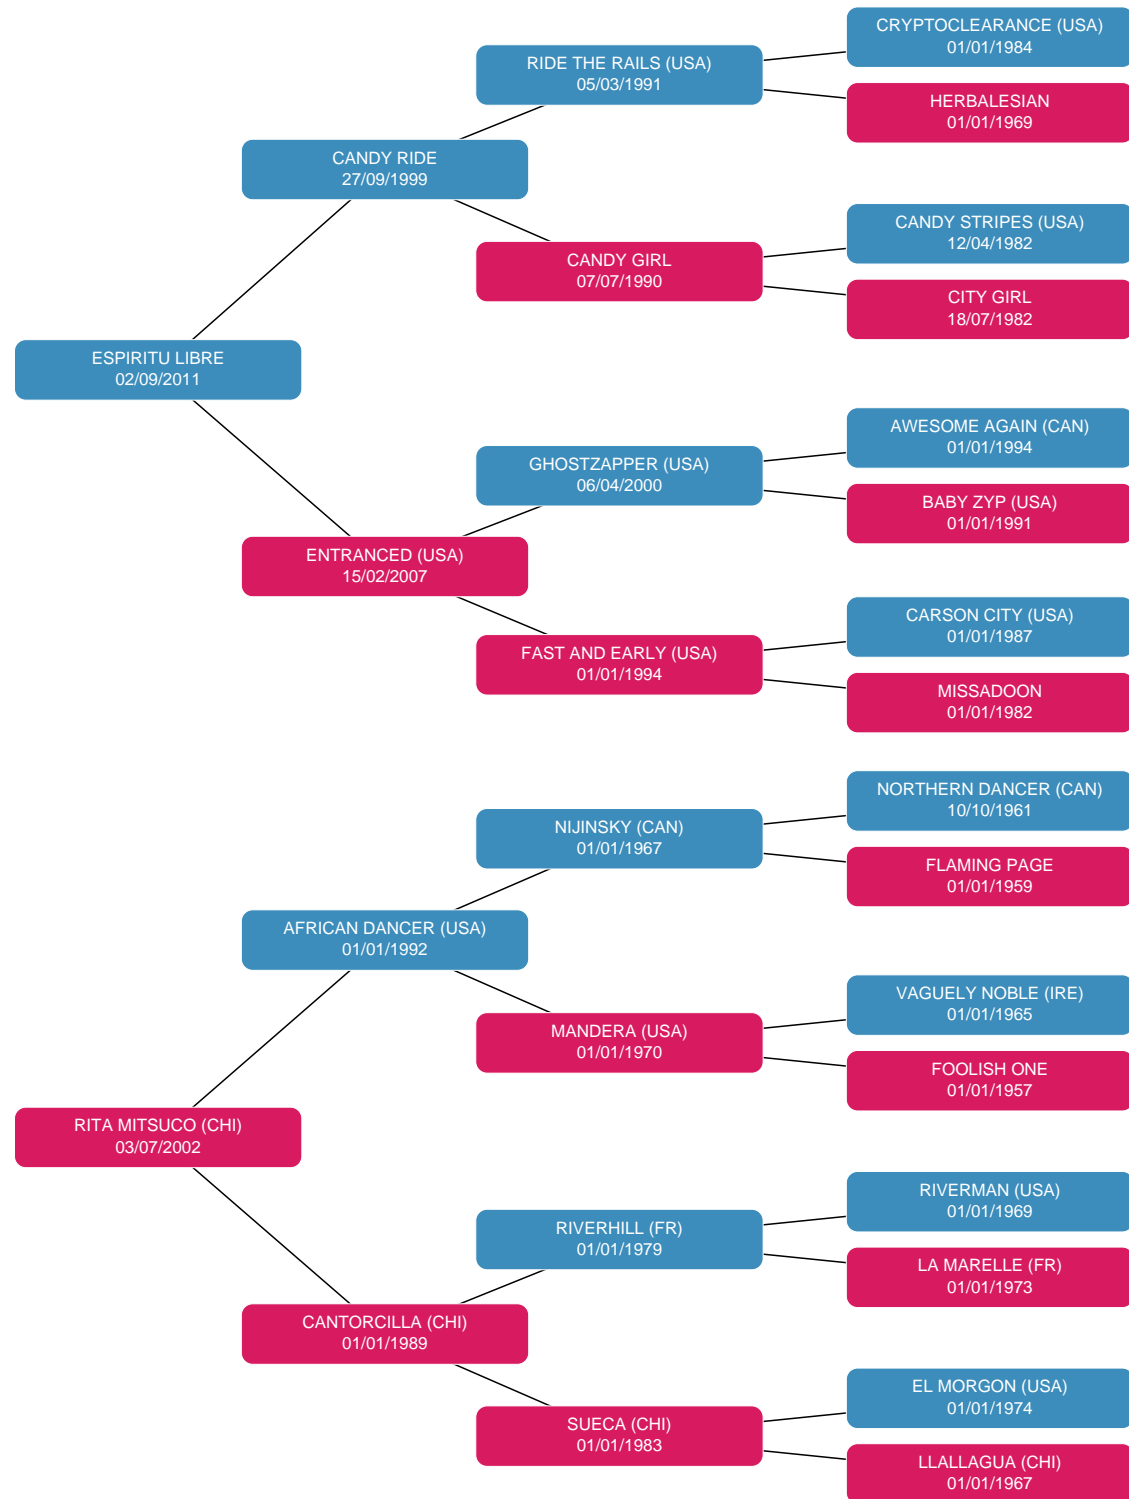 CRYPTOCLEARANCE (USA)
01/01/1984
RIDE THE RAILS (USA)
05/03/1991
HERBALESIAN
01/01/1969
CANDY RIDE
27/09/1999
CANDY STRIPES (USA)
12/04/1982
CANDY GIRL
07/07/1990
CITY GIRL
18/07/1982
ESPIRITU LIBRE
02/09/2011
AWESOME AGAIN (CAN)
01/01/1994
GHOSTZAPPER (USA)
06/04/2000
BABY ZYP (USA)
01/01/1991
ENTRANCED (USA)
15/02/2007
CARSON CITY (USA)
01/01/1987
FAST AND EARLY (USA)
01/01/1994
MISSADOON
01/01/1982
NORTHERN DANCER (CAN)
10/10/1961
NIJINSKY (CAN)
01/01/1967
FLAMING PAGE
01/01/1959
AFRICAN DANCER (USA)
01/01/1992
VAGUELY NOBLE (IRE)
01/01/1965
MANDERA (USA)
01/01/1970
FOOLISH ONE
01/01/1957
RITA MITSUCO (CHI)
03/07/2002
RIVERMAN (USA)
01/01/1969
RIVERHILL (FR)
01/01/1979
LA MARELLE (FR)
01/01/1973
CANTORCILLA (CHI)
01/01/1989
EL MORGON (USA)
01/01/1974
SUECA (CHI)
01/01/1983
LLALLAGUA (CHI)
01/01/1967